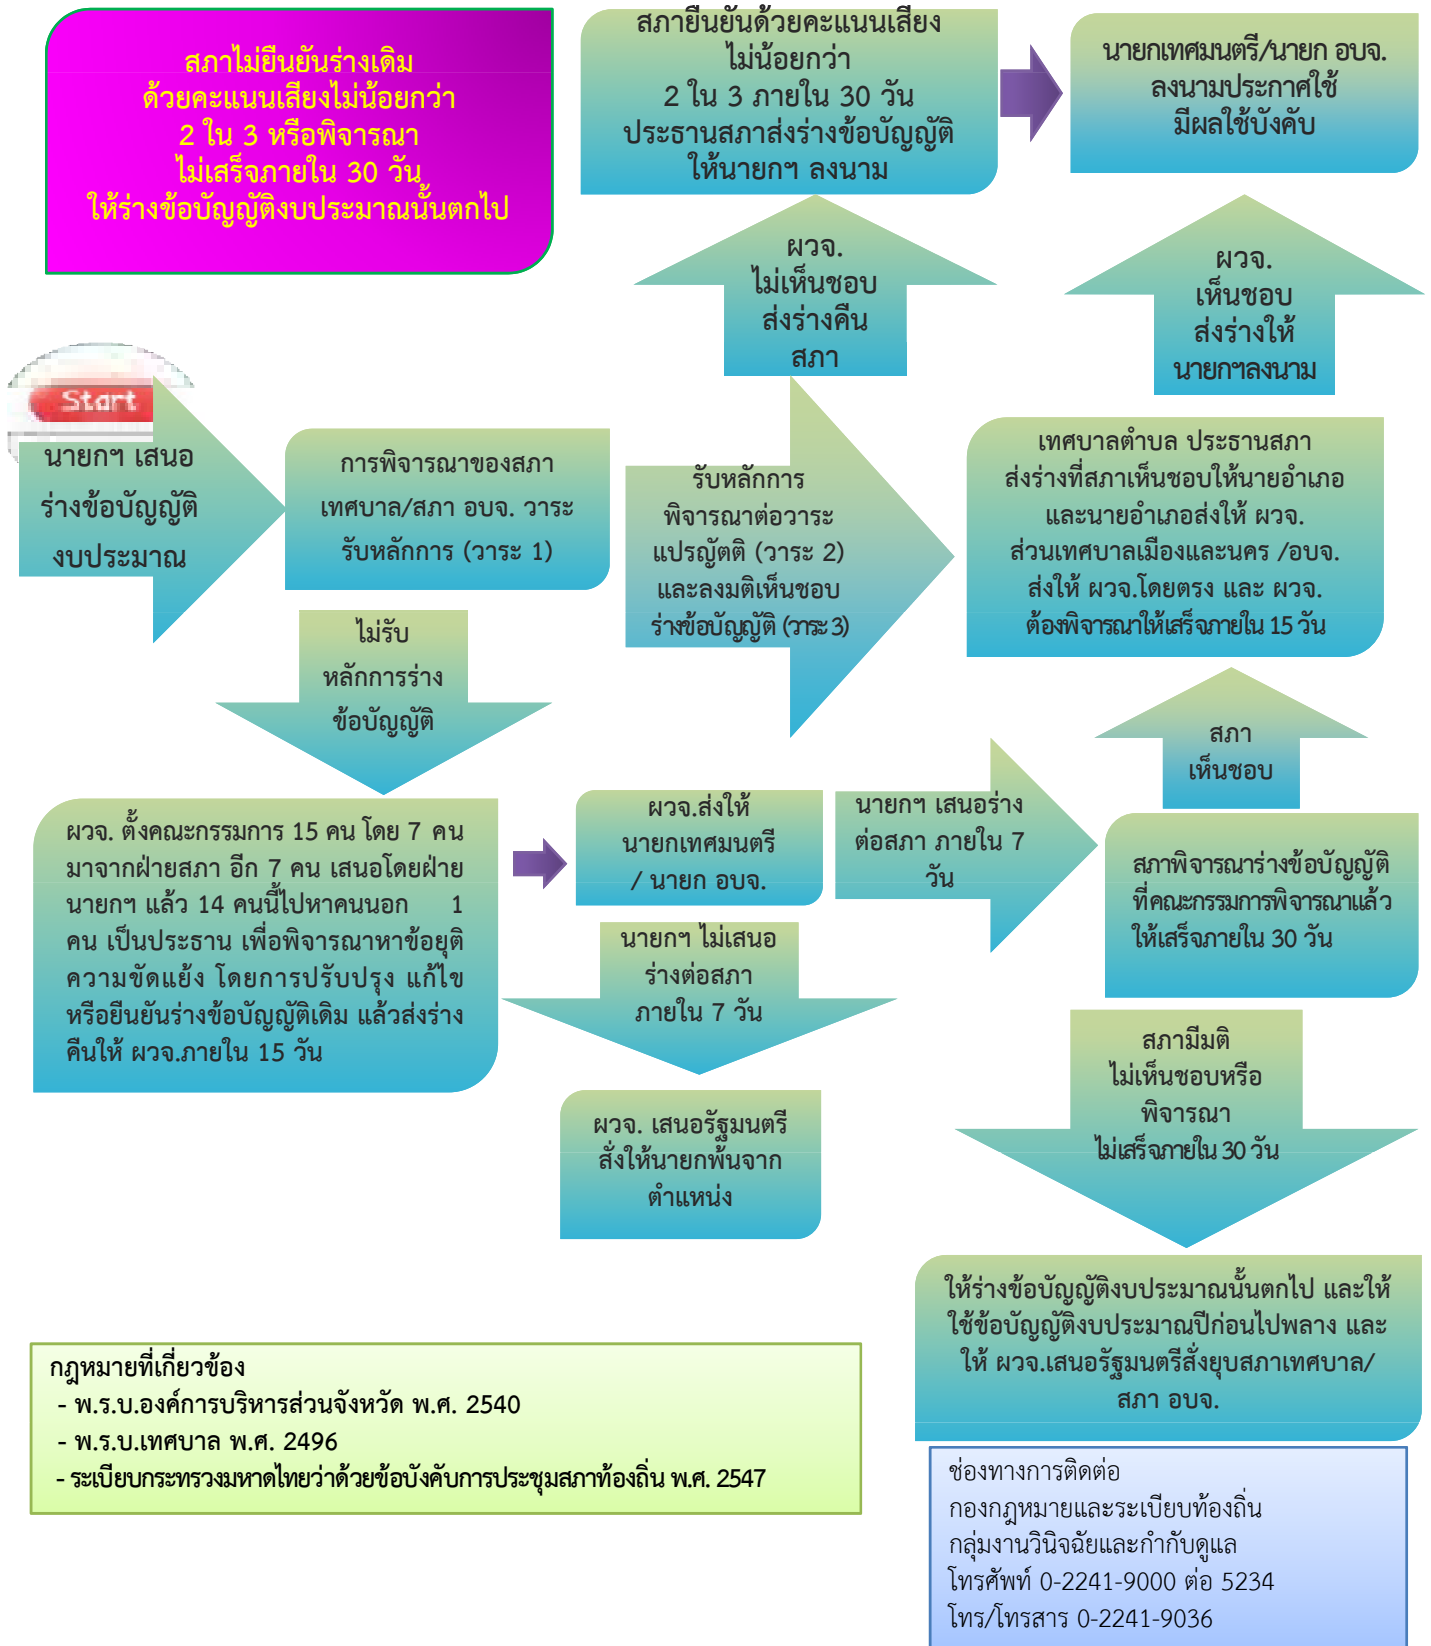 สภาไม่ยืนยันร่างเดิม
ด้วยคะแนนเสียงไม่น้อยกว่า
2 ใน 3 หรือพิจารณา
ไม่เสร็จภายใน 30 วัน
ให้ร่างข้อบัญญัติงบประมาณนั้นตกไป
สภายืนยันด้วยคะแนนเสียง
ไม่น้อยกว่า
2 ใน 3 ภายใน 30 วัน
ประธานสภาส่งร่างข้อบัญญัติ
ให้นายกฯ ลงนาม
นายกเทศมนตรี/นายก อบจ.
ลงนามประกาศใช้
มีผลใช้บังคับ
ผวจ.
ไม่เห็นชอบ
ส่งร่างคืน
สภา
ผวจ.
เห็นชอบ
ส่งร่างให้
นายกฯลงนาม
Start
นายกฯ เสนอ
ร่างข้อบัญญัติ
งบประมาณ
การพิจารณาของสภา
เทศบาล/สภา อบจ. วาระ
รับหลักการ (วาระ 1)
รับหลักการ
พิจารณาต่อวาระ
แปรญัตติ (วาระ 2)
และลงมติเห็นชอบ
ร่างข้อบัญญัติ (วาระ 3)
เทศบาลตำบล ประธานสภา
ส่งร่างที่สภาเห็นชอบให้นายอำเภอ
และนายอำเภอส่งให้ ผวจ.
ส่วนเทศบาลเมืองและนคร /อบจ.
ส่งให้ ผวจ.โดยตรง และ ผวจ.
ต้องพิจารณาให้เสร็จภายใน 15 วัน
ไม่รับ
หลักการร่าง
ข้อบัญญัติ
สภา
เห็นชอบ
ผวจ. ตั้งคณะกรรมการ 15 คน โดย 7 คน
มาจากฝ่ายสภา อีก 7 คน เสนอโดยฝ่าย
นายกฯ แล้ว 14 คนนี้ไปหาคนนอก 1
คน เป็นประธาน เพื่อพิจารณาหาข้อยุติ
ความขัดแย้ง โดยการปรับปรุง แก้ไข
หรือยืนยันร่างข้อบัญญัติเดิม แล้วส่งร่าง
คืนให้ ผวจ.ภายใน 15 วัน
ผวจ.ส่งให้
นายกเทศมนตรี
/ นายก อบจ.
นายกฯ เสนอร่าง
ต่อสภา ภายใน 7
วัน
สภาพิจารณาร่างข้อบัญญัติ
ที่คณะกรรมการพิจารณาแล้ว
ให้เสร็จภายใน 30 วัน
นายกฯ ไม่เสนอ
ร่างต่อสภา
ภายใน 7 วัน
สภามีมติ
ไม่เห็นชอบหรือ
พิจารณา
ไม่เสร็จภายใน 30 วัน
ผวจ. เสนอรัฐมนตรี
สั่งให้นายกพ้นจาก
ตำแหน่ง
ให้ร่างข้อบัญญัติงบประมาณนั้นตกไป และให้
ใช้ข้อบัญญัติงบประมาณปีก่อนไปพลาง และ
ให้ ผวจ.เสนอรัฐมนตรีสั่งยุบสภาเทศบาล/
สภา อบจ.
กฎหมายที่เกี่ยวข้อง
- พ.ร.บ.องค์การบริหารส่วนจังหวัด พ.ศ. 2540
- พ.ร.บ.เทศบาล พ.ศ. 2496
- ระเบียบกระทรวงมหาดไทยว่าด้วยข้อบังคับการประชุมสภาท้องถิ่น พ.ศ. 2547
ช่องทางการติดต่อ
กองกฎหมายและระเบียบท้องถิ่น
กลุ่มงานวินิจฉัยและกำกับดูแล
โทรศัพท์ 0-2241-9000 ต่อ 5234
โทร/โทรสาร 0-2241-9036